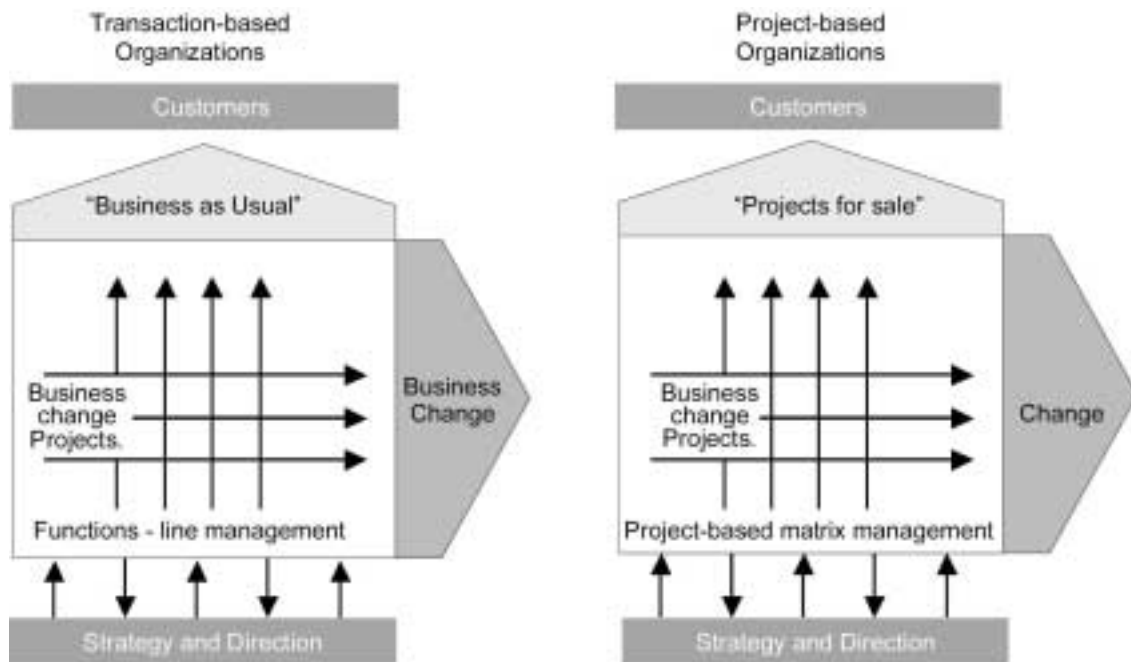 Transaction-based
Organizations
Customers
"Business as Usual"
Business
change
Projects.
Business
Change
Functions - line management
Strategy and Direction
Project-based
Organizations
Customers
"Projects for sale"
Business
change
Projects.
Change
Project-based matrix management
Strategy and Direction